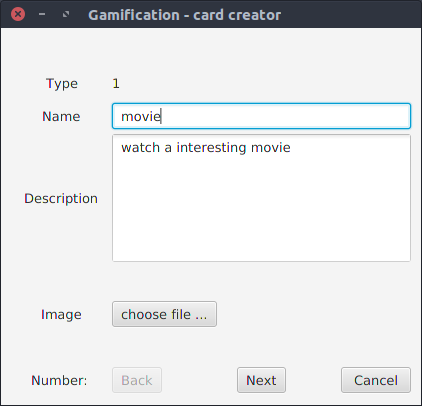 Gamification - card creator
Type 1
Name movie
Description watch a interesting movie
Image choose file ...
Number: Back Next Cancel